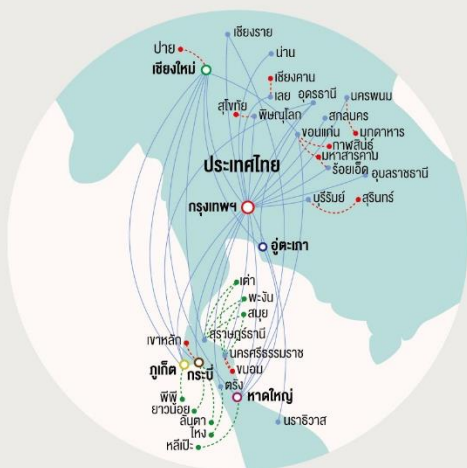 เชียงราย
ปาย
น่าน
เชียงใหม่
เชียงคาน
เลย
อุดรธานี
นครพนม
สุโขทัย
พิษณุโลก
สกลนคร
ขอนแก่น
มุกดาหาร
กาฬสินธุ์
มหาสารคาม
ประเทศไทย
ร้อยเอ็ด
อุบลราชธานี
บุรีรัมย์
สุรินทร์
กรุงเทพฯ
อู่ตะเภา
เต่า
พะงัน
สมุย
สุราษฎร์ธานี
เขาหลัก
นครศรีธรรมราช
ขนอม
ภูเก็ต
กระบี่
ตรัง
หาดใหญ่
พีพี
ยาวน้อย
ลันตา
ไหง
หลีเป๊ะ
นราธิวาส